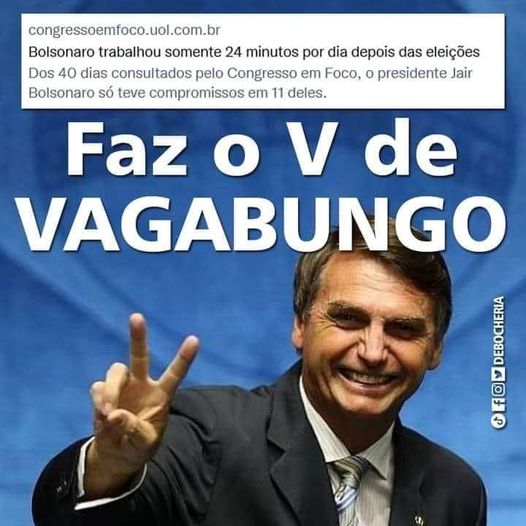 congressoemfoco.uol.com.br
Bolsonaro trabalhou somente 24 minutos por dia depois das eleições
Dos 40 dias consultados pelo Congresso em Foco, o presidente Jair
Bolsonaro só teve compromissos em 11 deles.
Faz o V de
VAGABUNGO
DEBOCHERIA